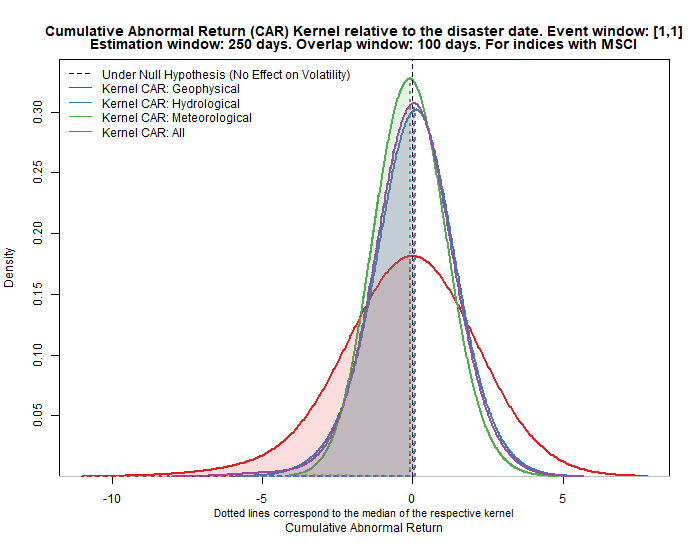 Cumulative Abnormal Return (CAR) Kernel relative to the disaster date. Event window: [1,1]
Estimation window: 250 days. Overlap window: 100 days. For indices with MSCI
Under Null Hypothesis (No Effect on Volatility)
Kernel CAR: Geophysical
Kernel CAR: Hydrological
Kernel CAR: Meteorological
Kernel CAR: All
0.30
0.25
0.20
0.15
0.10
0.05
Density
-10 -5 0 5
Dotted lines correspond to the median of the respective kernel
Cumulative Abnormal Return